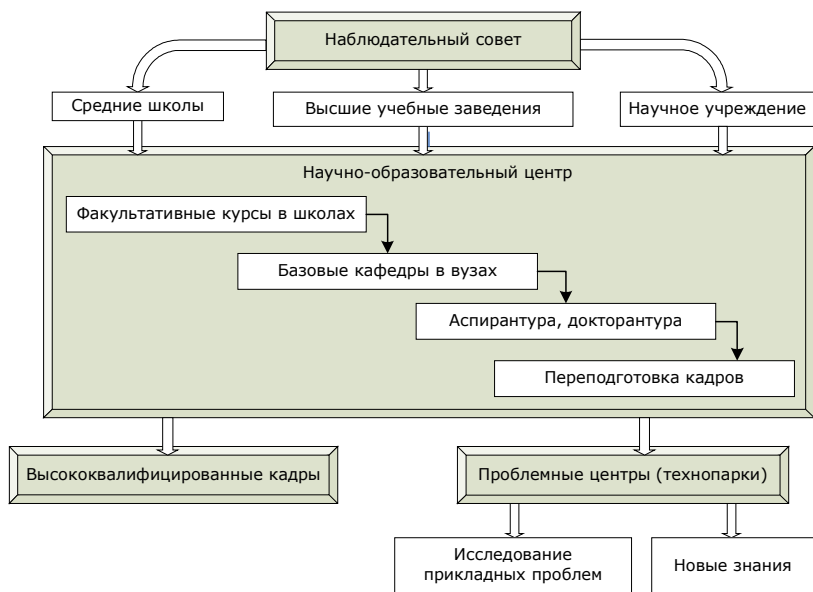 Наблюдательный совет
Средние школы
Высшие учебные заведения
Научное учреждение
Научно-образовательный центр
Факультативные курсы в школах
Базовые кафедры в вузах
Аспирантура, докторантура
Переподготовка кадров
Высококвалифицированные кадры
Проблемные центры (технопарки)
Исследование
прикладных проблем
Новые знания